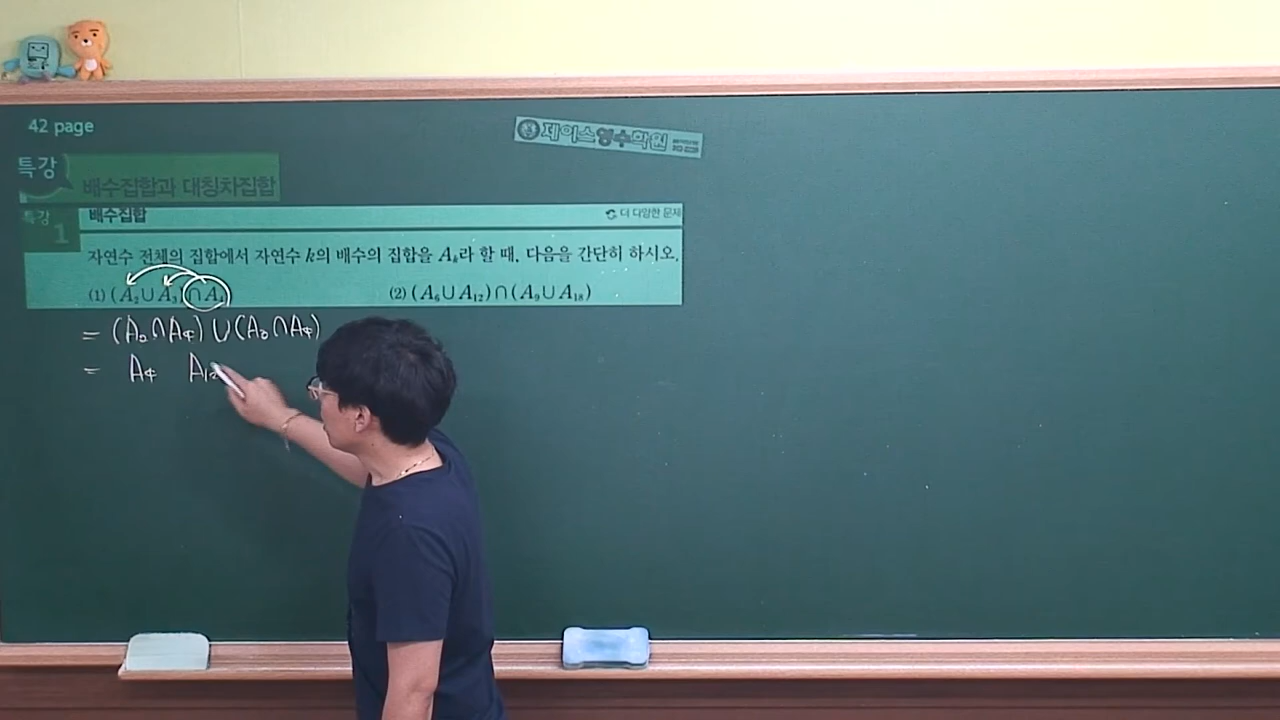 42 page
제이스영수학원
특강
배수집합과 대칭차집합
특강 1
배수집합
더 다양한 문제
자연수 전체의 집합에서 자연수 k의 배수의 집합을 Aₖ라 할 때, 다음을 간단히 하시오.
(1) (A₂∪A₃)∩A₄ (2) (A₆∪A₁₂)∩(A₉∪A₁₈)
= (A₂∩A₄)∪(A₃∩A₄)
= A₄ A₁₂